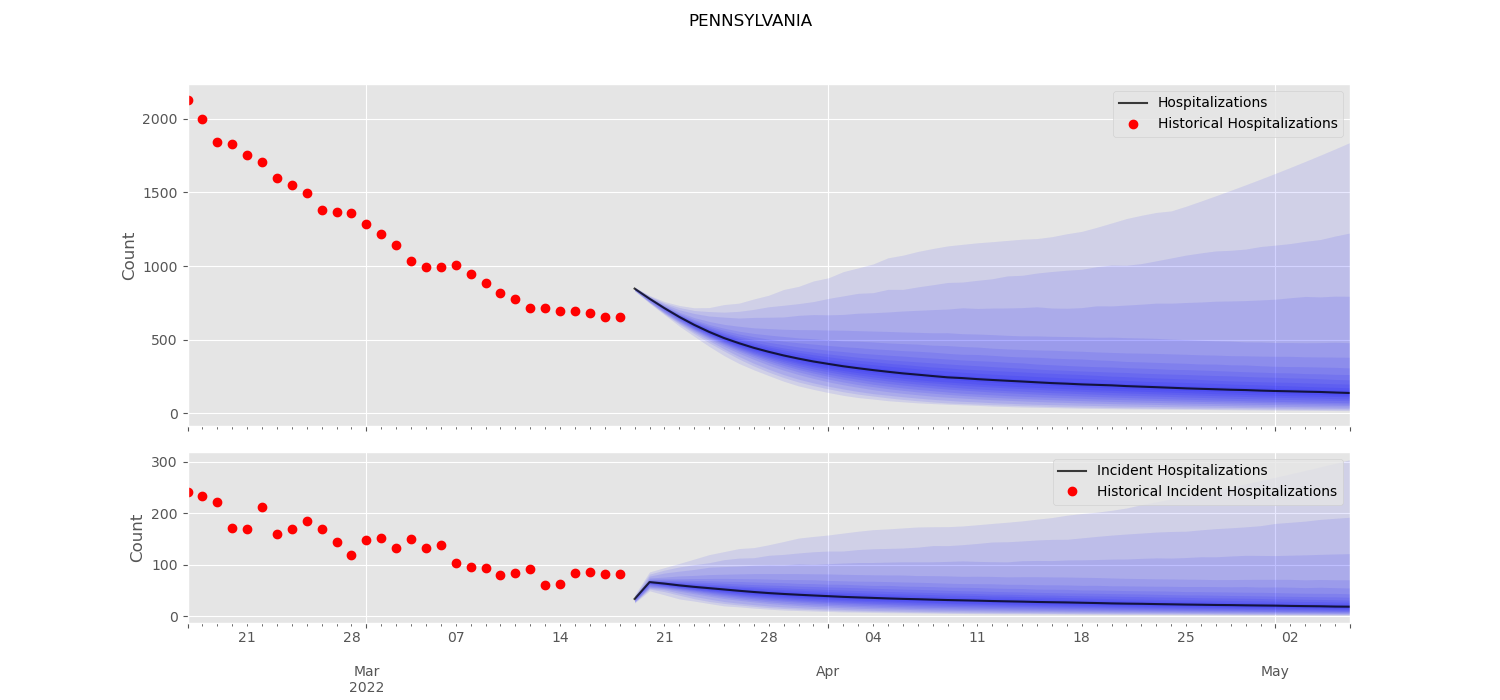 PENNSYLVANIA
Hospitalizations
Historical Hospitalizations
2000
1500
1000
500
0
Count
Incident Hospitalizations
Historical Incident Hospitalizations
300
200
100
0
Count
21 28 07 14 21 28 04 11 18 25 02
Mar Apr May
2022